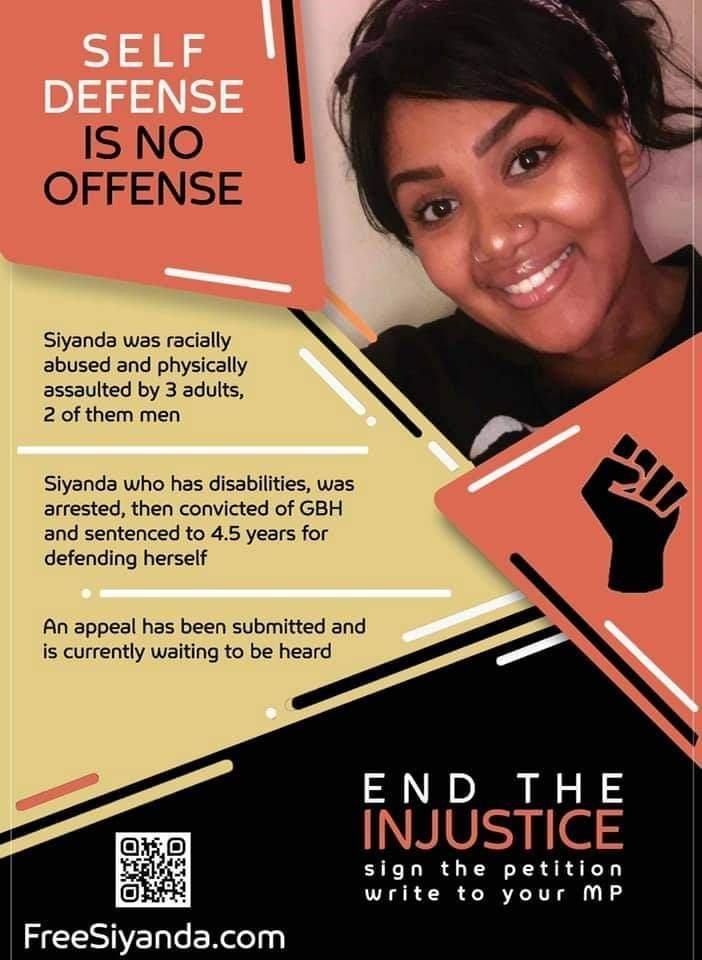 SELF
DEFENSE
IS NO
OFFENSE
Siyanda was racially
abused and physically
assaulted by 3 adults,
2 of them men
Siyanda who has disabilities, was
arrested, then convicted of GBH
and sentenced to 4.5 years for
defending herself
An appeal has been submitted and
is currently waiting to be heard
END THE
INJUSTICE
sign the petition
write to your MP
FreeSiyanda.com